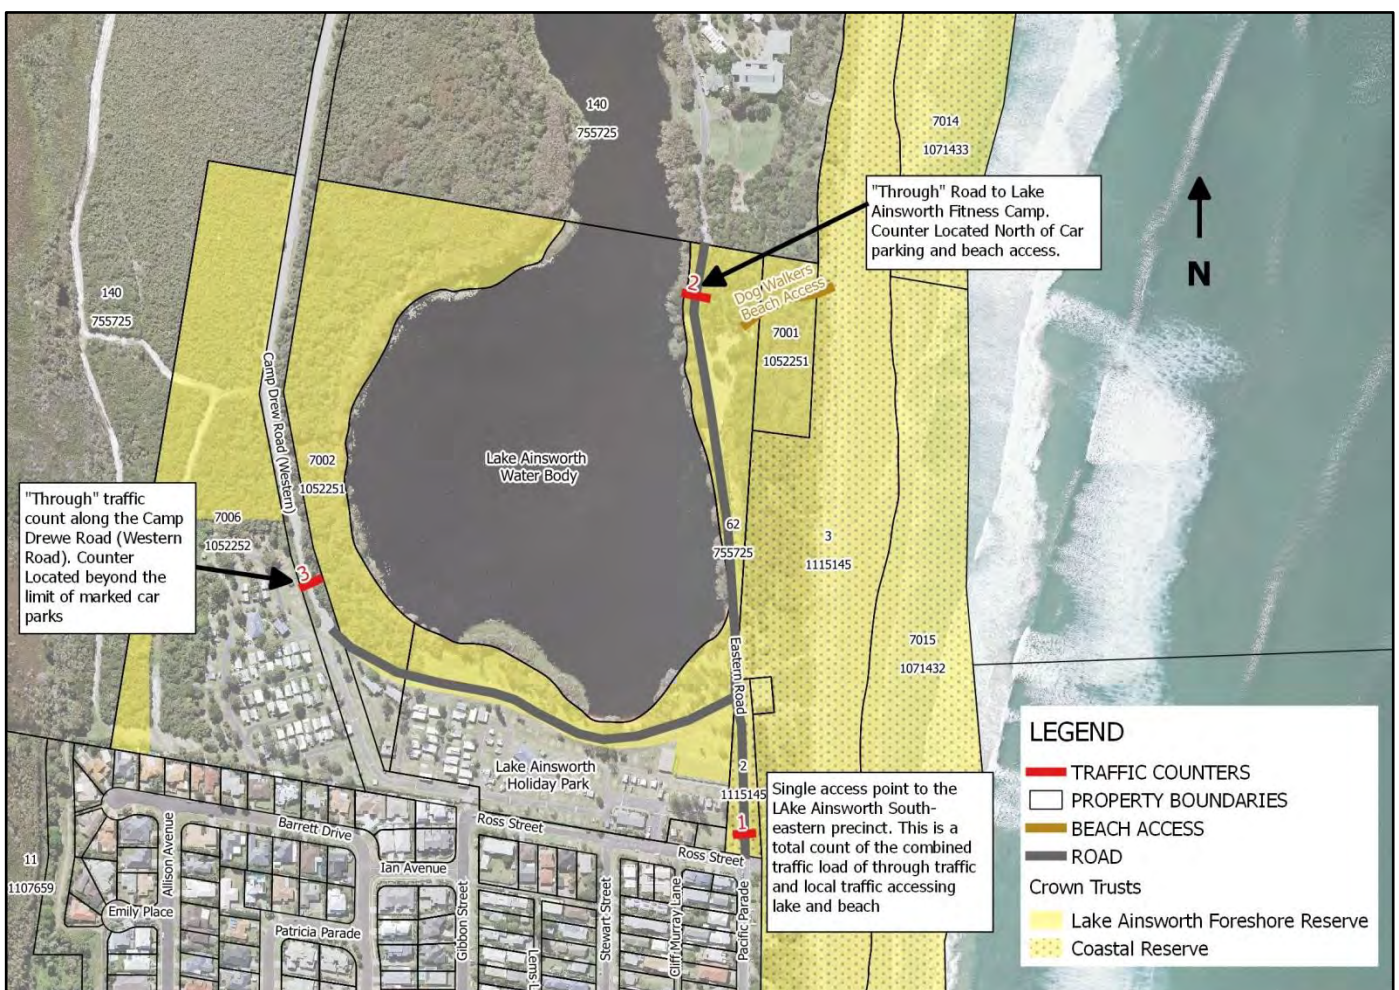 140
755725
7014
1071433
"Through" Road to Lake
Ainsworth Fitness Camp.
Counter Located North of Car
parking and beach access.
N
2
Dog Walkers
Beach Access
7001
1052251
140
755725
Camp Drew Road (Western)
Lake Ainsworth
Water Body
7002
1052251
"Through" traffic
count along the Camp
Drewe Road (Western
Road). Counter
Located beyond the
limit of marked car
parks
7006
1052252
3
62
755725
3
1115145
Eastern Road
7015
1071432
Lake Ainsworth
Holiday Park
2
1115145
1
Single access point to the
LAke Ainsworth South-
eastern precinct. This is a
total count of the combined
traffic load of through traffic
and local traffic accessing
lake and beach
LEGEND
TRAFFIC COUNTERS
PROPERTY BOUNDARIES
BEACH ACCESS
ROAD
Crown Trusts
Lake Ainsworth Foreshore Reserve
Coastal Reserve
Barrett Drive
Ross Street
Ross Street
11
1107659
Allison Avenue
Ian Avenue
Emily Place
Patricia Parade
Gibbon Street
Stewart Street
Cliff Murray Lane
Pacific Parade